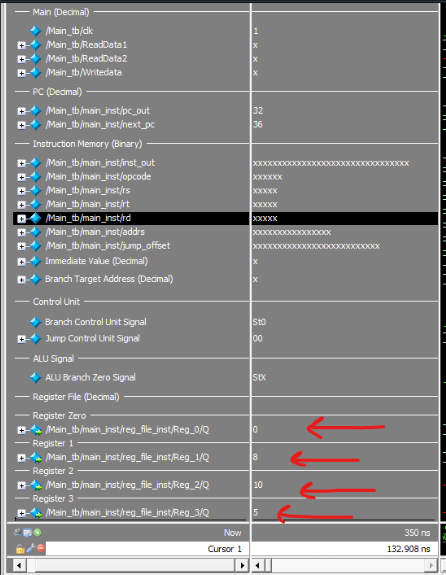 Main (Decimal)
/Main_tb/clk 1
/Main_tb/ReadData1 x
/Main_tb/ReadData2 x
/Main_tb/Writedata x
PC (Decimal)
/Main_tb/main_inst/pc_out 32
/Main_tb/main_inst/next_pc 36
Instruction Memory (Binary)
/Main_tb/main_inst/inst_out xxxxxxxxxxxxxxxxxxxxxxxxxxxxxxxx
/Main_tb/main_inst/opcode xxxxxx
/Main_tb/main_inst/rs xxxxx
/Main_tb/main_inst/rt xxxxx
/Main_tb/main_inst/rd xxxxx
/Main_tb/main_inst/addrs xxxxxxxxxxxxxxxx
/Main_tb/main_inst/jump_offset xxxxxxxxxxxxxxxxxxxxxxxxxx
Immediate Value (Decimal) x
Branch Target Address (Decimal) x
Control Unit
Branch Control Unit Signal St0
Jump Control Unit Signal 00
ALU Signal
ALU Branch Zero Signal StX
Register File (Decimal)
Register Zero
/Main_tb/main_inst/reg_file_inst/Reg_0/Q 0
Register 1
/Main_tb/main_inst/reg_file_inst/Reg_1/Q 8
Register 2
/Main_tb/main_inst/reg_file_inst/Reg_2/Q 10
Register 3
/Main_tb/main_inst/reg_file_inst/Reg_3/Q 5
Now 350 ns
Cursor 1 132.908 ns